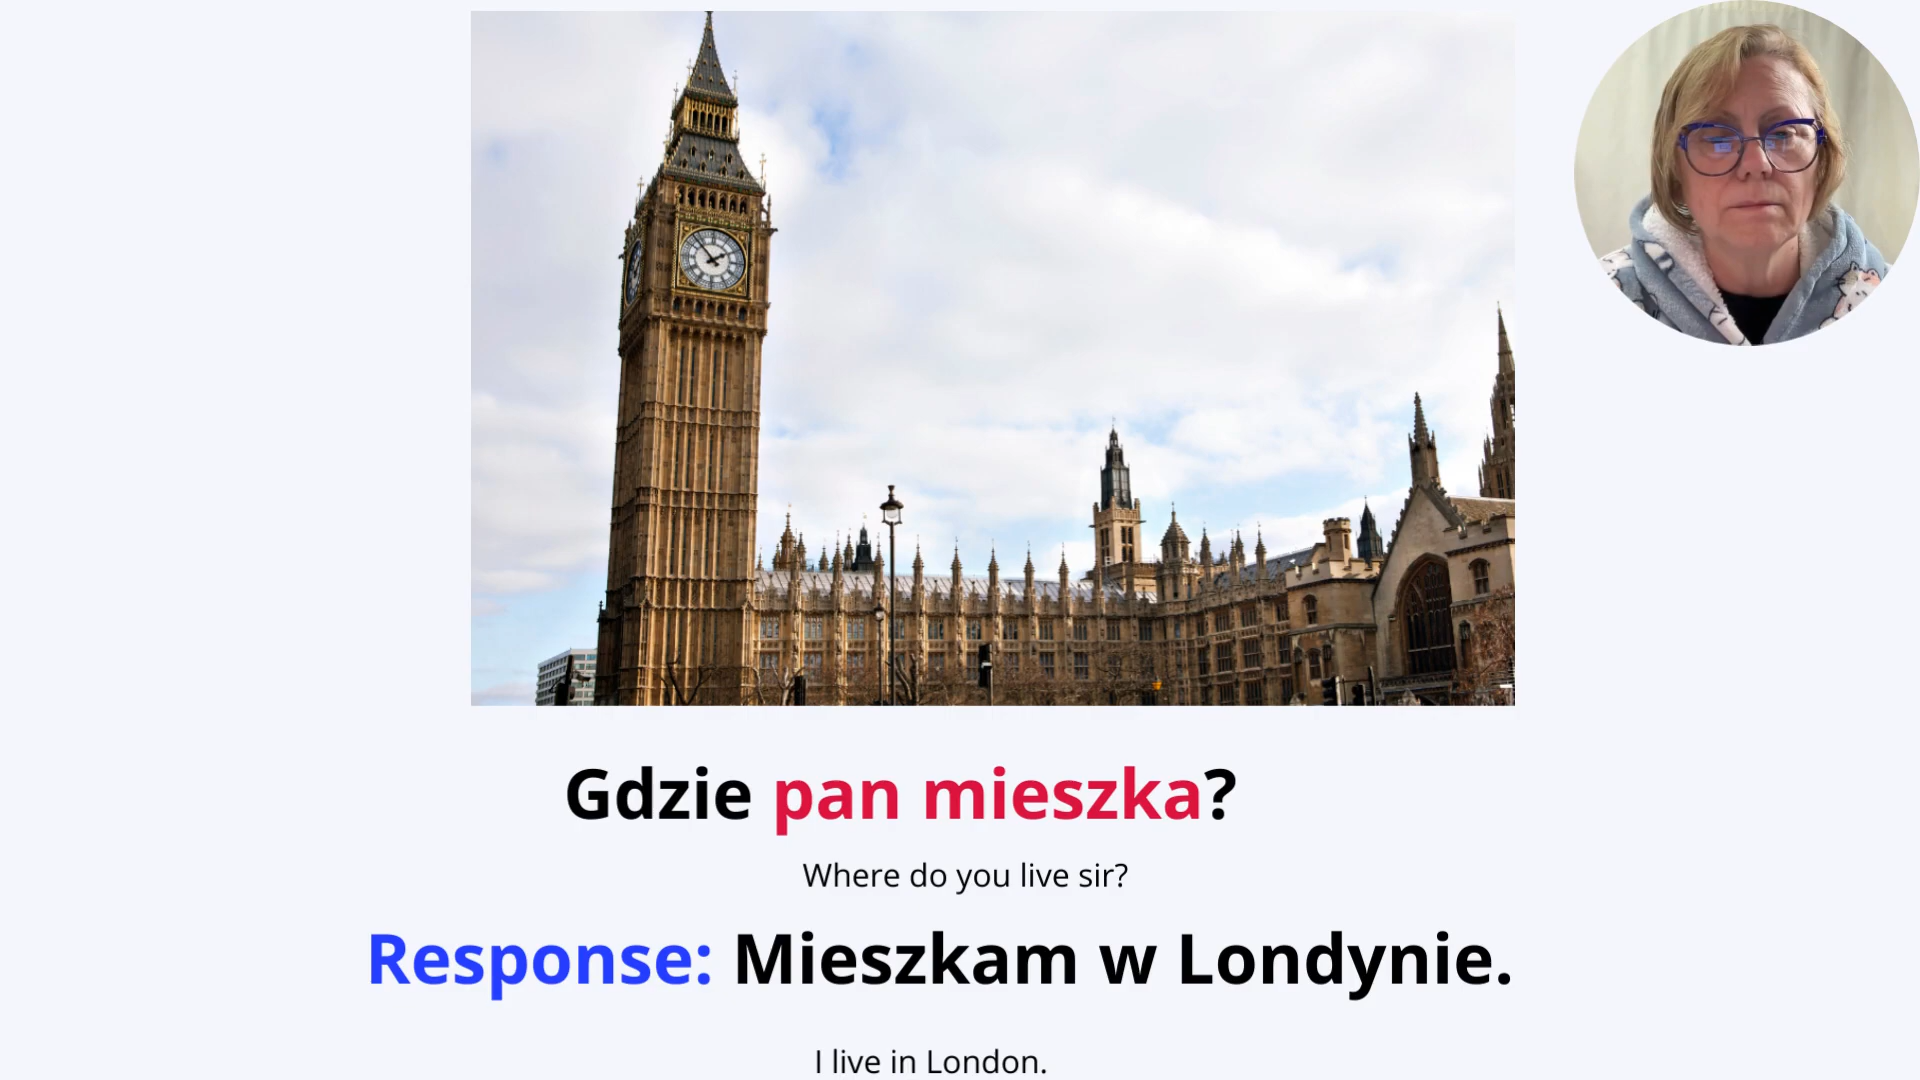 Gdzie pan mieszka?
Where do you live sir?
Response: Mieszkam w Londynie.
I live in London.